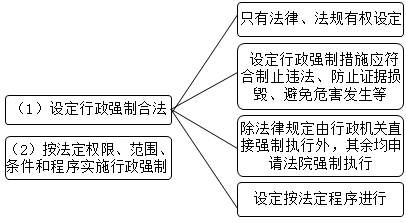 只有法律、法规有权设定
设定行政强制措施应符
合制止违法、防止证据损
毁、避免危害发生等
(1)设定行政强制合法
(2)按法定权限、范围、
条件和程序实施行政强制
除法律规定由行政机关直
接强制执行外，其余均申
请法院强制执行
设定按法定程序进行